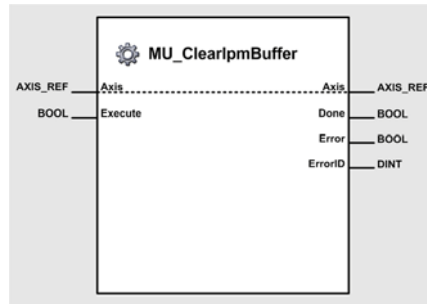 MU_ClearIpmBuffer
AXIS_REF Axis Axis AXIS_REF
BOOL Execute Done BOOL
Error BOOL
ErrorID DINT